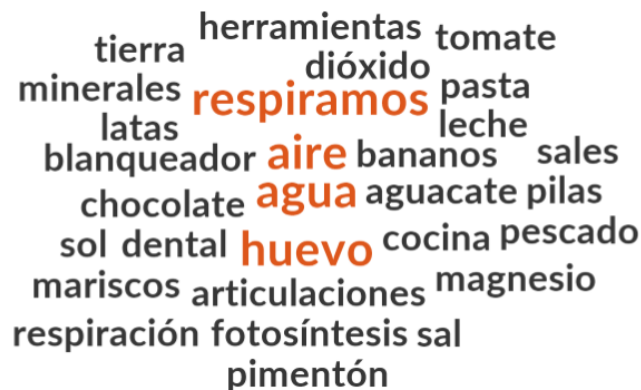 herramientas
tierra tomate
dióxido
minerales respiramos pasta
latas leche
blanqueador aire bananos sales
chocolate agua aguacate pilas
sol dental huevo cocina pescado
mariscos articulaciones magnesio
respiración fotosíntesis sal
pimentón